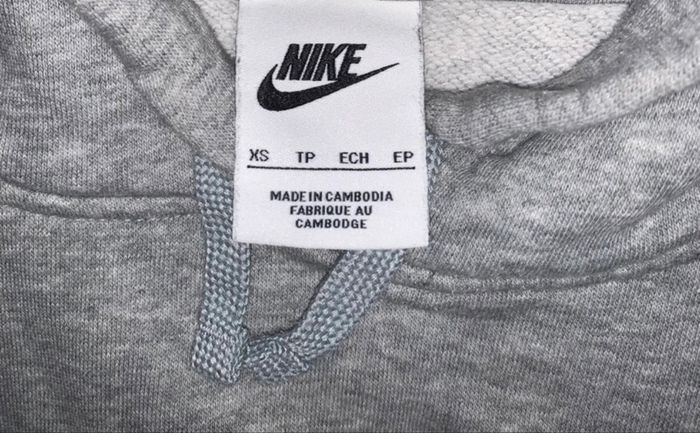 NIKE
XS TP ECH EP
MADE IN CAMBODIA
FABRIQUE AU
CAMBODGE